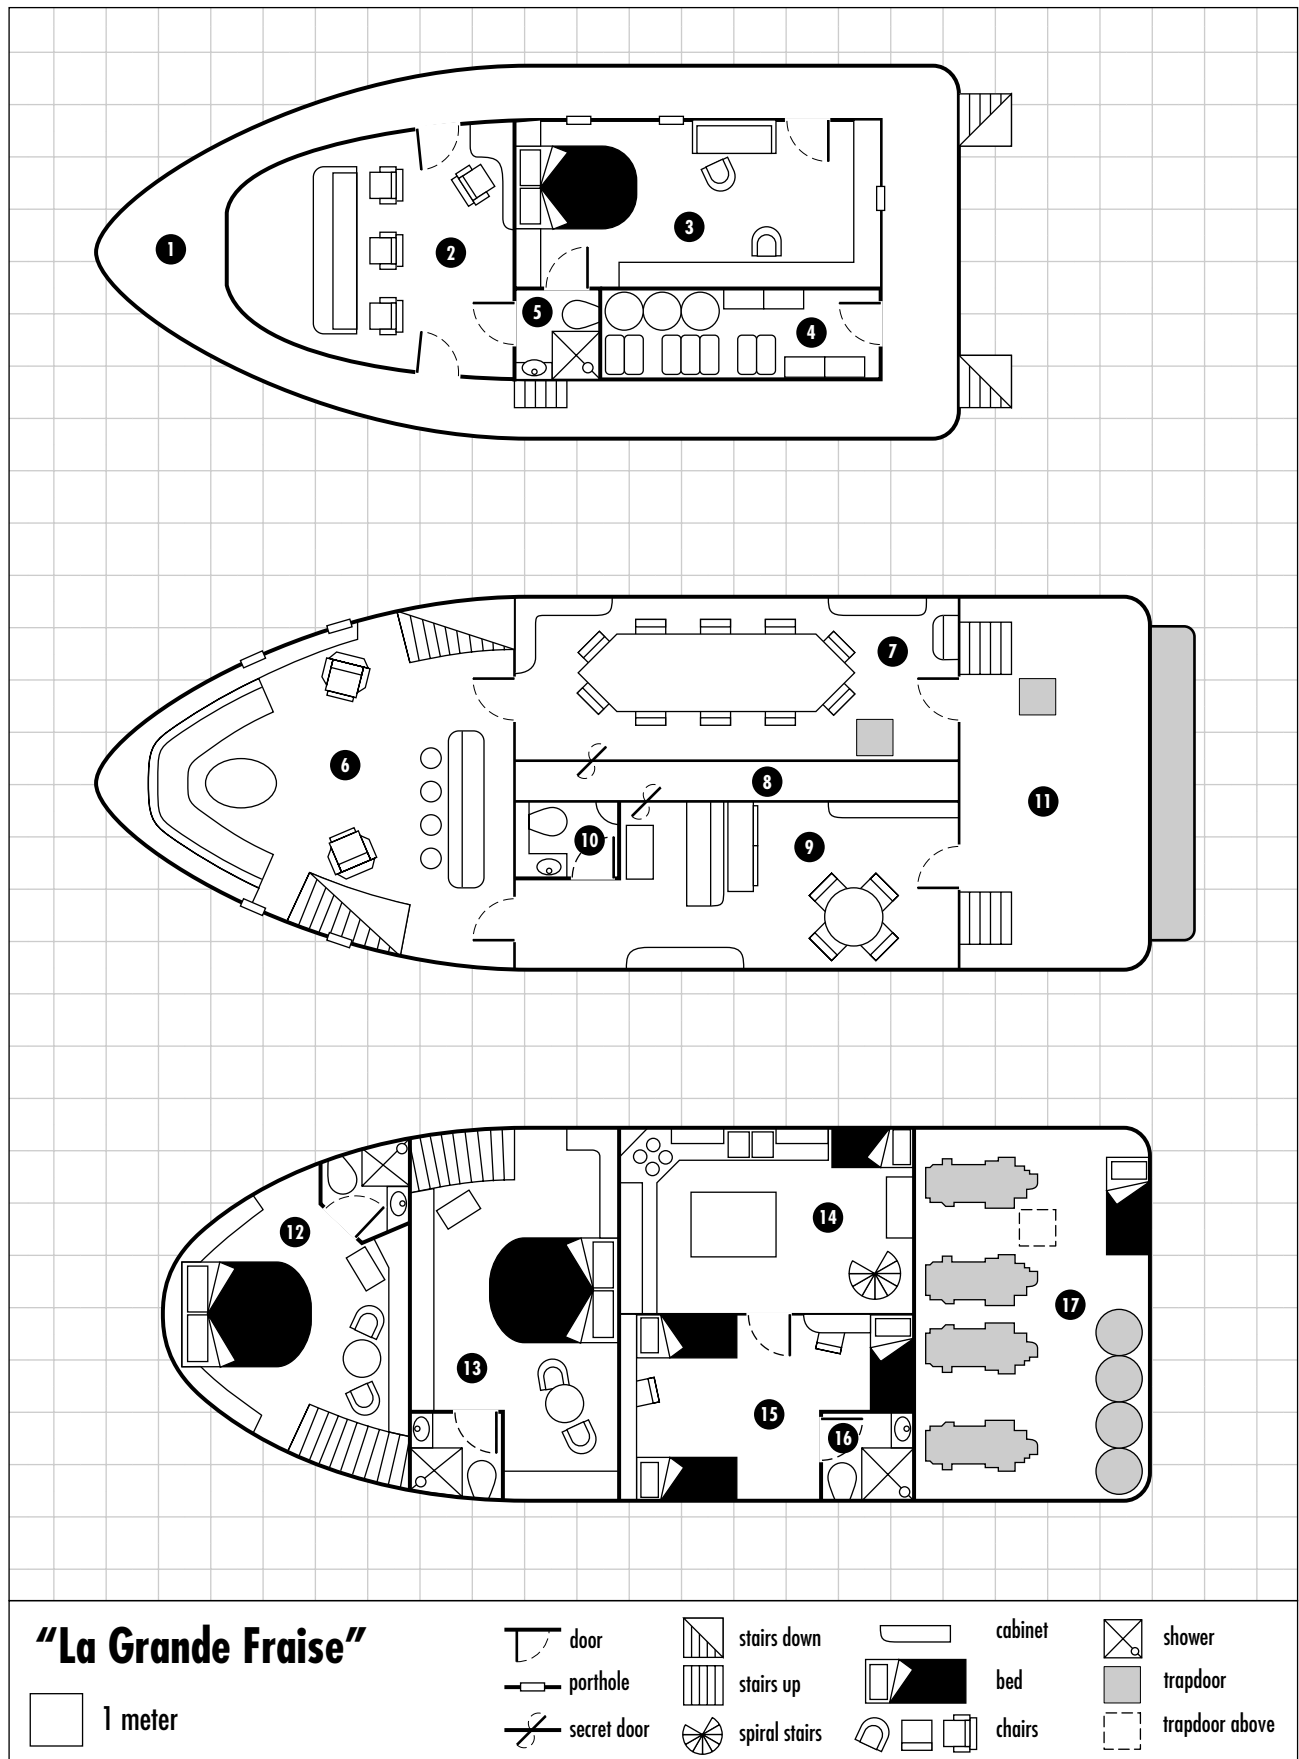 1
2
3
4
5
6
7
8
9
10
11
12
13
14
15
16
17
“La Grande Fraise”
1 meter
door
porthole
secret door
stairs down
stairs up
spiral stairs
cabinet
bed
chairs
shower
trapdoor
trapdoor above